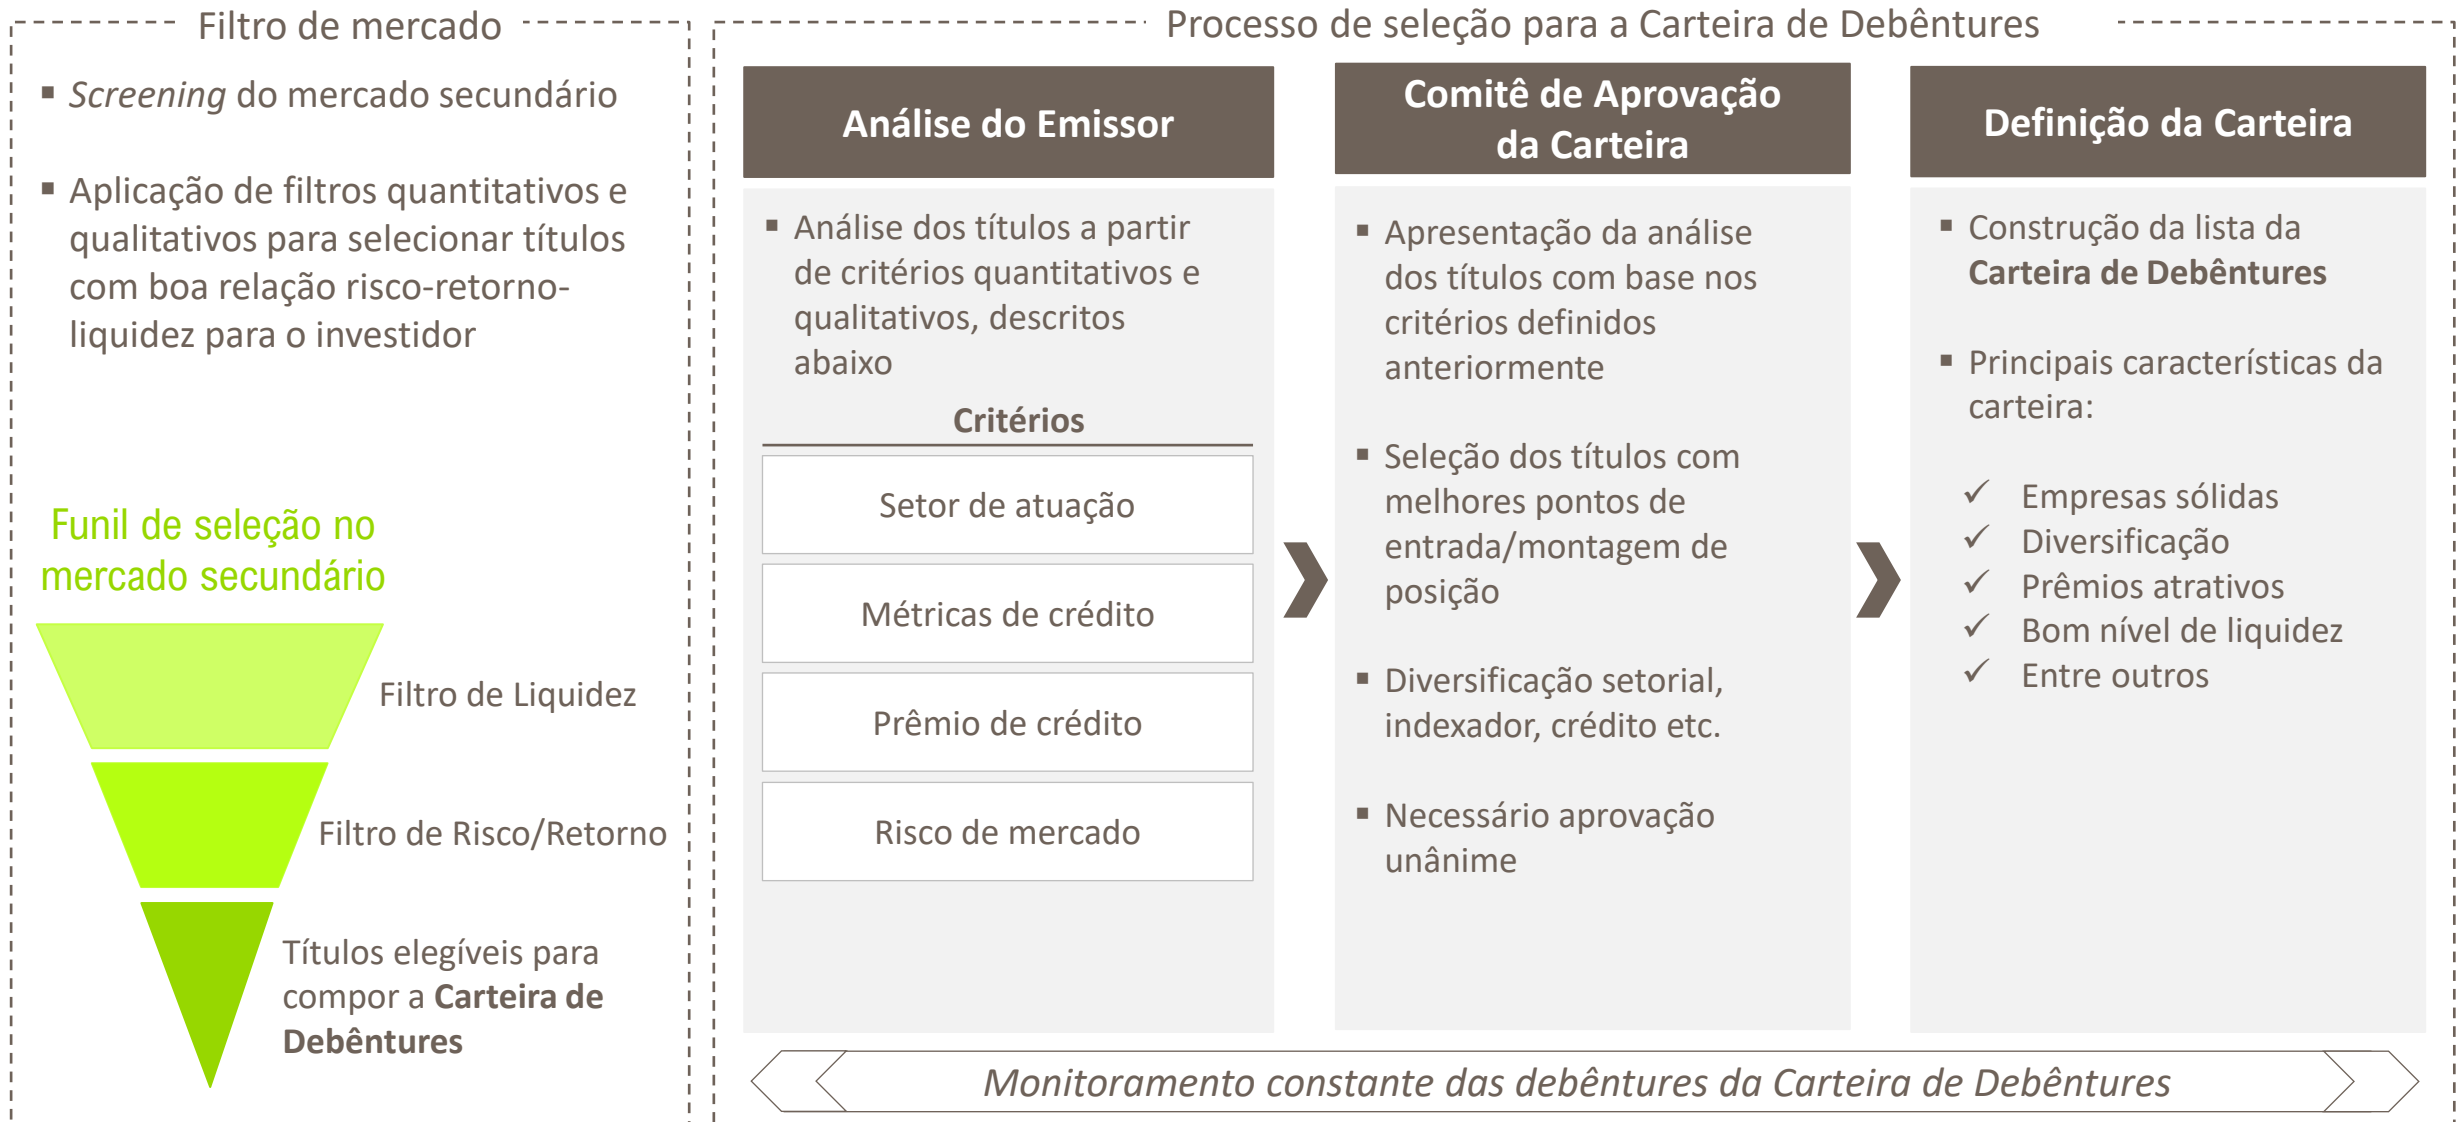 Filtro de mercado
▪ Screening do mercado secundário
▪ Aplicação de filtros quantitativos e
qualitativos para selecionar títulos
com boa relação risco-retorno-
liquidez para o investidor
Funil de seleção no
mercado secundário
Filtro de Liquidez
Filtro de Risco/Retorno
Títulos elegíveis para
compor a Carteira de
Debêntures
Processo de seleção para a Carteira de Debêntures
Análise do Emissor
▪ Análise dos títulos a partir
de critérios quantitativos e
qualitativos, descritos
abaixo
Critérios
Setor de atuação
Métricas de crédito
Prêmio de crédito
Risco de mercado
Comitê de Aprovação
da Carteira
▪ Apresentação da análise
dos títulos com base nos
critérios definidos
anteriormente
▪ Seleção dos títulos com
melhores pontos de
entrada/montagem de
posição
▪ Diversificação setorial,
indexador, crédito etc.
▪ Necessário aprovação
unânime
Definição da Carteira
▪ Construção da lista da
Carteira de Debêntures
▪ Principais características da
carteira:
✓ Empresas sólidas
✓ Diversificação
✓ Prêmios atrativos
✓ Bom nível de liquidez
✓ Entre outros
Monitoramento constante das debêntures da Carteira de Debêntures